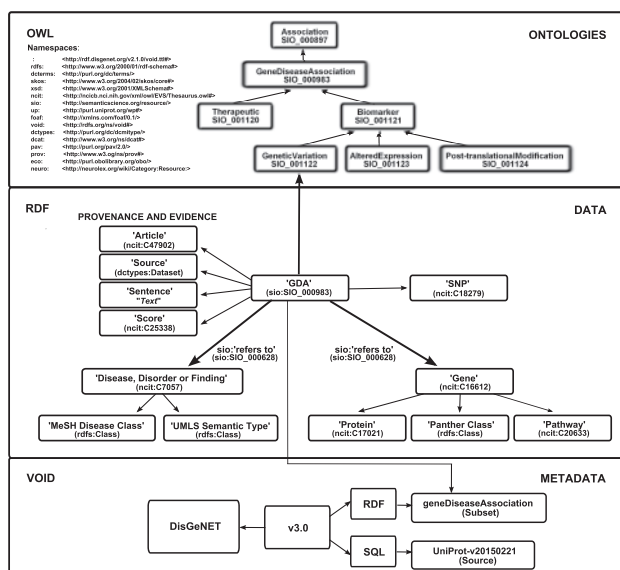 OWL
ONTOLOGIES
Namespaces:
: <http://rdf.disgenet.org/v2.1.0/void.ttl#>
rdfs: <http://www.w3.org/2000/01/rdf-schema#>
dcterms: <http://purl.org/dc/terms/>
skos: <http://www.w3.org/2004/02/skos/core#>
xsd: <http://www.w3.org/2001/XMLSchema#>
ncit: <http://ncicb.nci.nih.gov/xml/owl/EVS/Thesaurus.owl#>
sio: <http://semanticscience.org/resource/>
up: <http://purl.uniprot.org/wp#>
foaf: <http://xmlns.com/foaf/0.1/>
void: <http://rdfs.org/ns/void#>
dctypes: <http://purl.org/dc/dcmitype/>
dcat: <http://www.w3.org/ns/dcat#>
pav: <http://purl.org/pav/2.0/>
prov: <http://www.w3.og/ns/prov#>
eco: <http://purl.obolibrary.org/obo/>
neuro: <http://neurolex.org/wiki/Category:Resource:>
Association
SIO_000897
GeneDiseaseAssociation
SIO_000983
Therapeutic
SIO_001120
Biomarker
SIO_001121
GeneticVariation
SIO_001122
AlteredExpression
SIO_001123
Post-translationalModification
SIO_001124
RDF
DATA
PROVENANCE AND EVIDENCE
'Article'
(ncit:C47902)
'Source'
(dctypes:Dataset)
'Sentence'
"Text"
'Score'
(ncit:C25338)
'GDA'
(sio:SIO_000983)
'SNP'
(ncit:C18279)
sio:'refers to'
(sio:SIO_000628)
sio:'refers to'
(sio:SIO_000628)
'Disease, Disorder or Finding'
(ncit:C7057)
'Gene'
(ncit:C16612)
'MeSH Disease Class'
(rdfs:Class)
'UMLS Semantic Type'
(rdfs:Class)
'Protein'
(ncit:C17021)
'Panther Class'
(rdfs:Class)
'Pathway'
(ncit:C20633)
VOID
METADATA
DisGeNET
v3.0
RDF
geneDiseaseAssociation
(Subset)
SQL
UniProt-v20150221
(Source)